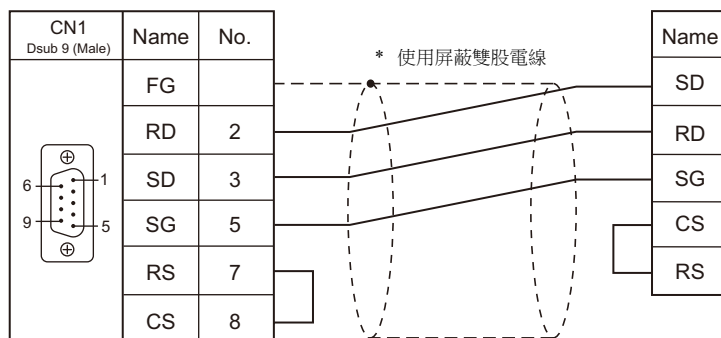 CN1
Dsub 9 (Male)
Name
No.
Name
* 使用屏蔽雙股電線
FG
SD
RD
2
RD
SD
3
SG
SG
5
CS
RS
7
RS
CS
8
6
1
9
5